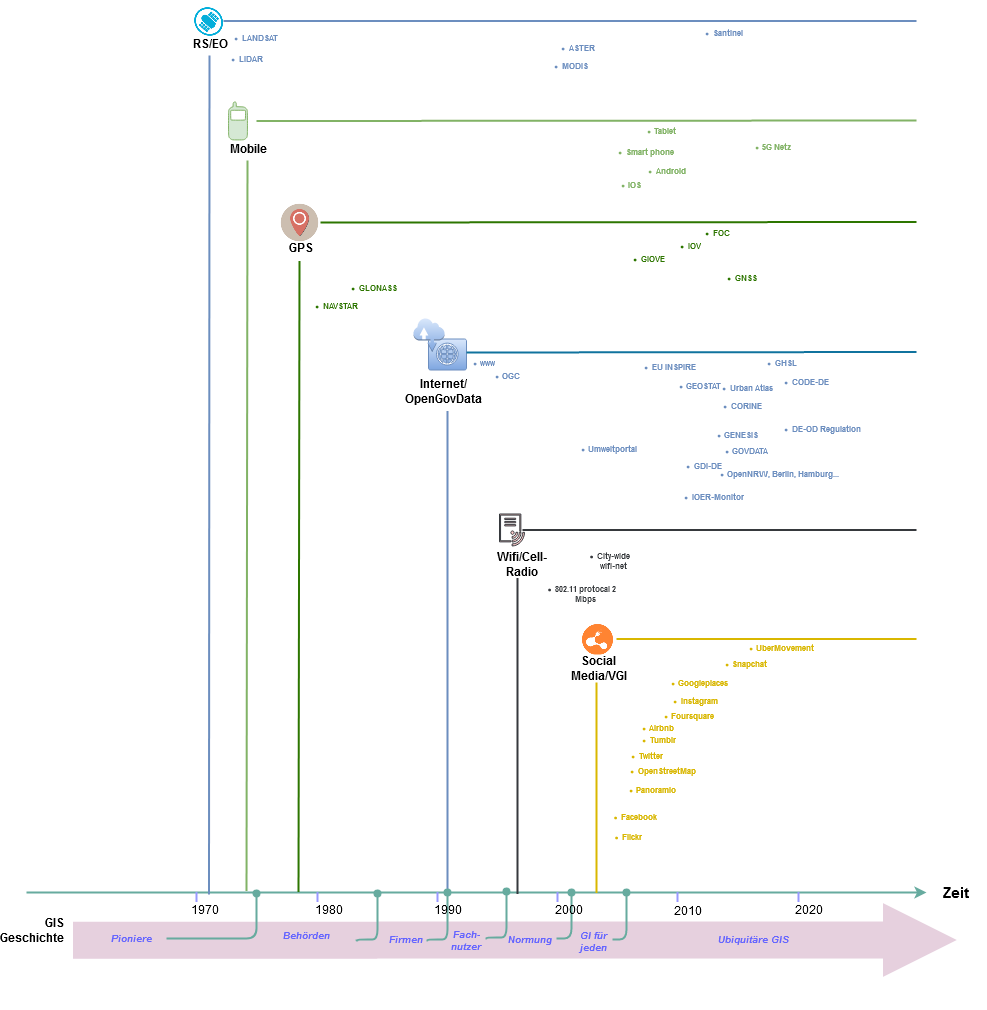 RS/EO
LANDSAT
LIDAR
Santinel
ASTER
MODIS
Mobile
Tablet
Smart phone
5G Netz
Android
IOS
GPS
FOC
IOV
GIOVE
GNSS
GLONASS
NAVSTAR
Internet/
OpenGovData
www
OGC
EU INSPIRE
GHSL
GEOSTAT
Urban Atlas
CODE-DE
CORINE
DE-OD Regulation
GENESIS
Umweltportal
GOVDATA
GDI-DE
OpenNRW, Berlin, Hamburg...
IOER-Monitor
Wifi/Cell-
Radio
City-wide
wifi-net
802.11 protocal 2
Mbps
Social
Media/VGI
UberMovement
Snapchat
Googleplaces
Instagram
Foursquare
Airbnb
Tumblr
Twitter
OpenStreetMap
Panoramio
Facebook
Flickr
Zeit
1970
1980
1990
2000
2010
2020
GIS
Geschichte
Pioniere
Behörden
Firmen
Fach-
nutzer
Normung
GI für
jeden
Ubiquitäre GIS